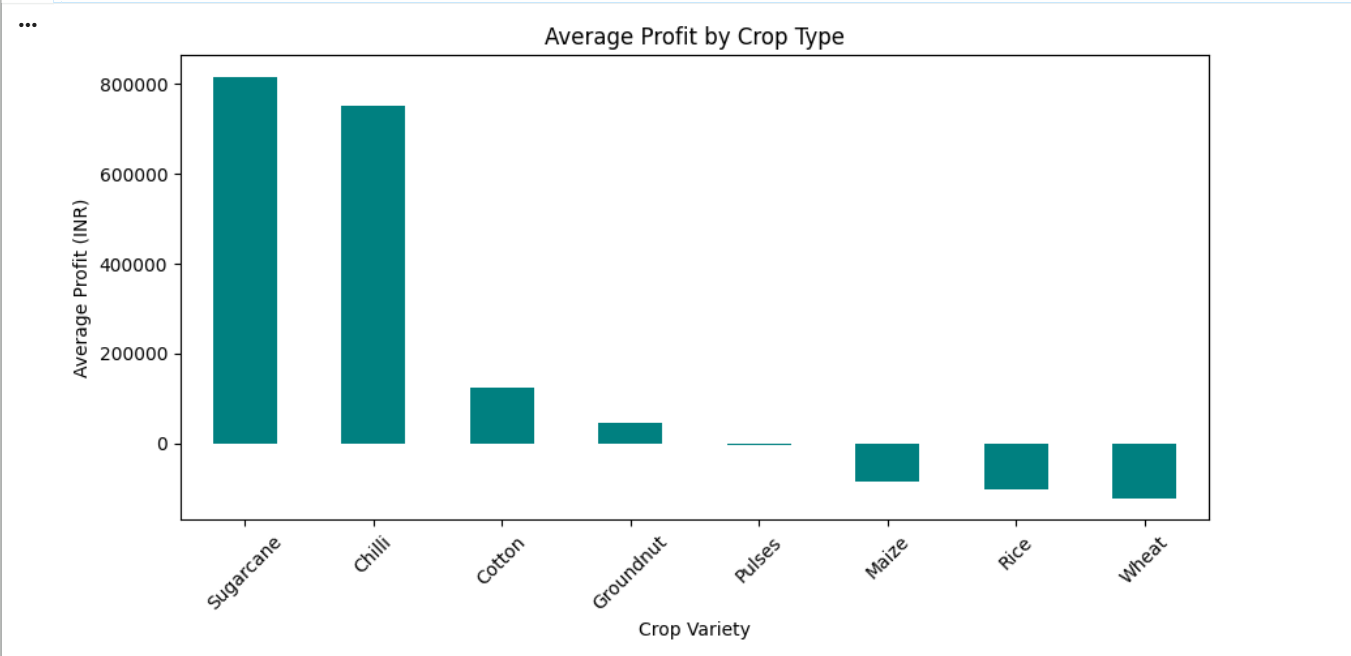 ...
Average Profit by Crop Type
Average Profit (INR)
800000
600000
400000
200000
0
Sugarcane
Chilli
Cotton
Groundnut
Pulses
Maize
Rice
Wheat
Crop Variety